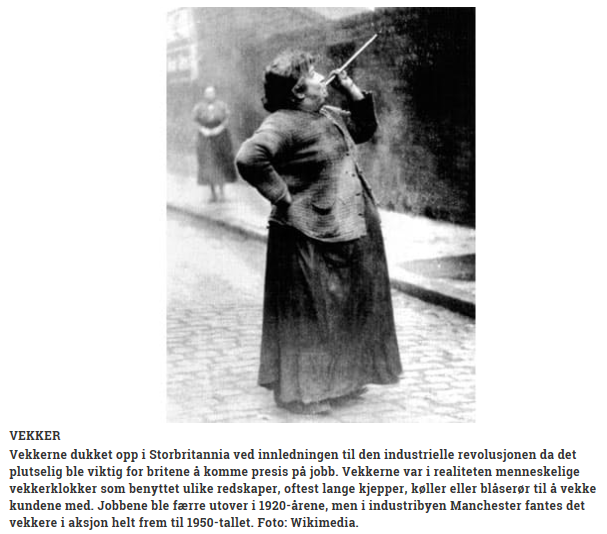 VEKKER
Vekkerne dukket opp i Storbritannia ved innledningen til den industrielle revolusjonen da det
plutselig ble viktig for britene å komme presis på jobb. Vekkerne var i realiteten menneskelige
vekkerklokker som benyttet ulike redskaper, oftest lange kjepper, køller eller blåserør til å vekke
kundene med. Jobbene ble færre utover i 1920-årene, men i industribyen Manchester fantes det
vekkere i aksjon helt frem til 1950-tallet. Foto: Wikimedia.